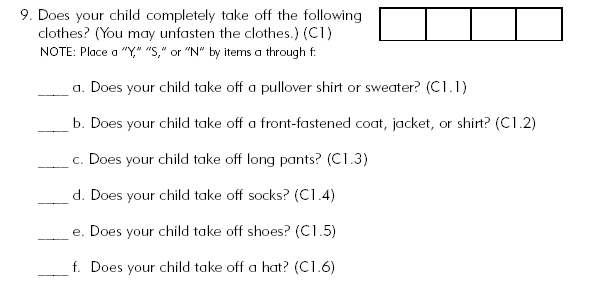 9. Does your child completely take off the following
clothes? (You may unfasten the clothes.) (C1)
NOTE: Place a "Y," "S," or "N" by items a through f:
____ a. Does your child take off a pullover shirt or sweater? (C1.1)
____ b. Does your child take off a front-fastened coat, jacket, or shirt? (C1.2)
____ c. Does your child take off long pants? (C1.3)
____ d. Does your child take off socks? (C1.4)
____ e. Does your child take off shoes? (C1.5)
____ f. Does your child take off a hat? (C1.6)